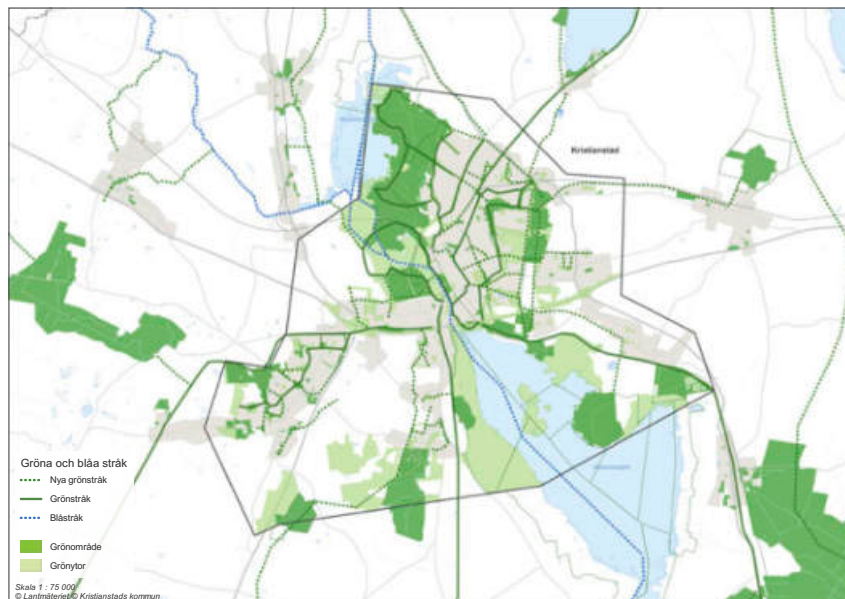 Kristianstad
Gröna och blåa stråk
Nya grönstråk
Grönstråk
Blåstråk
Grönområde
Grönytor
Skala 1 : 75 000
© Lantmäteriet © Kristianstads kommun